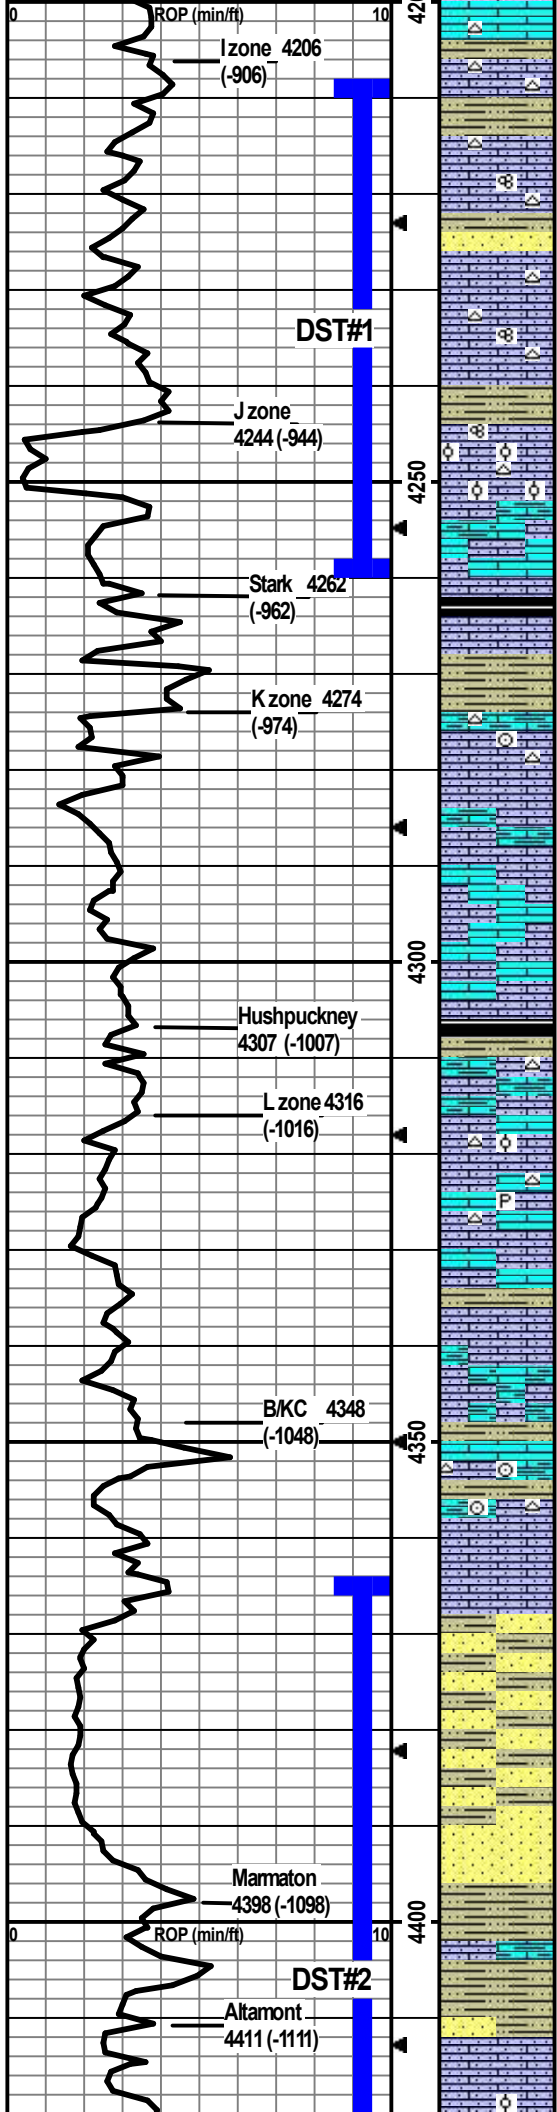 0 ROP (min/ft) 10
I zone 4206
(-906)
DST#1
J zone
4244 (-944)
4250
Stark 4262
(-962)
K zone 4274
(-974)
4300
Hushpuckney
4307 (-1007)
L zone 4316
(-1016)
P
B/KC 4348
(-1048)
4350
Marmaton
4398 (-1098)
4400
0 ROP (min/ft) 10
DST#2
Altamont
4411 (-1111)